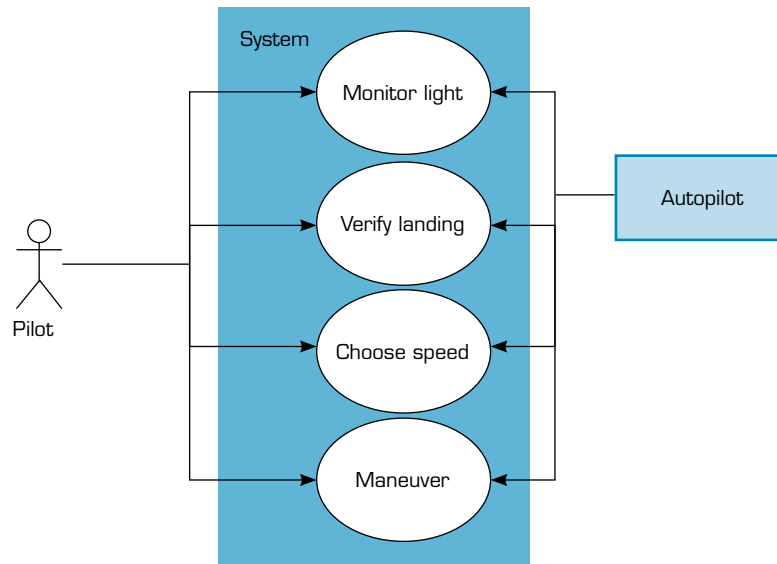 System
Monitor light
Verify landing
Autopilot
Pilot
Choose speed
Maneuver